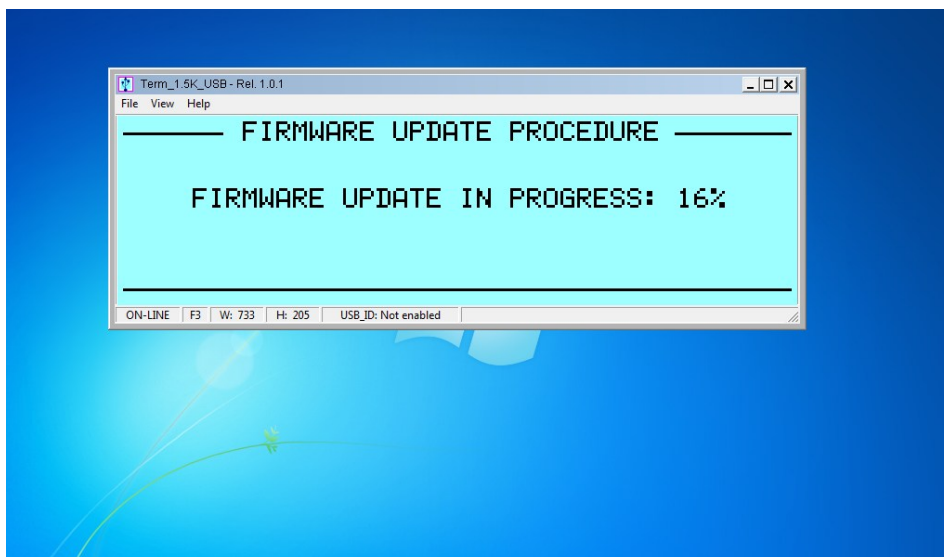 Term_1.5K_USB - Rel. 1.0.1
File View Help
FIRMWARE UPDATE PROCEDURE
FIRMWARE UPDATE IN PROGRESS: 16%
ON-LINE F3 W: 733 H: 205 USB_ID: Not enabled